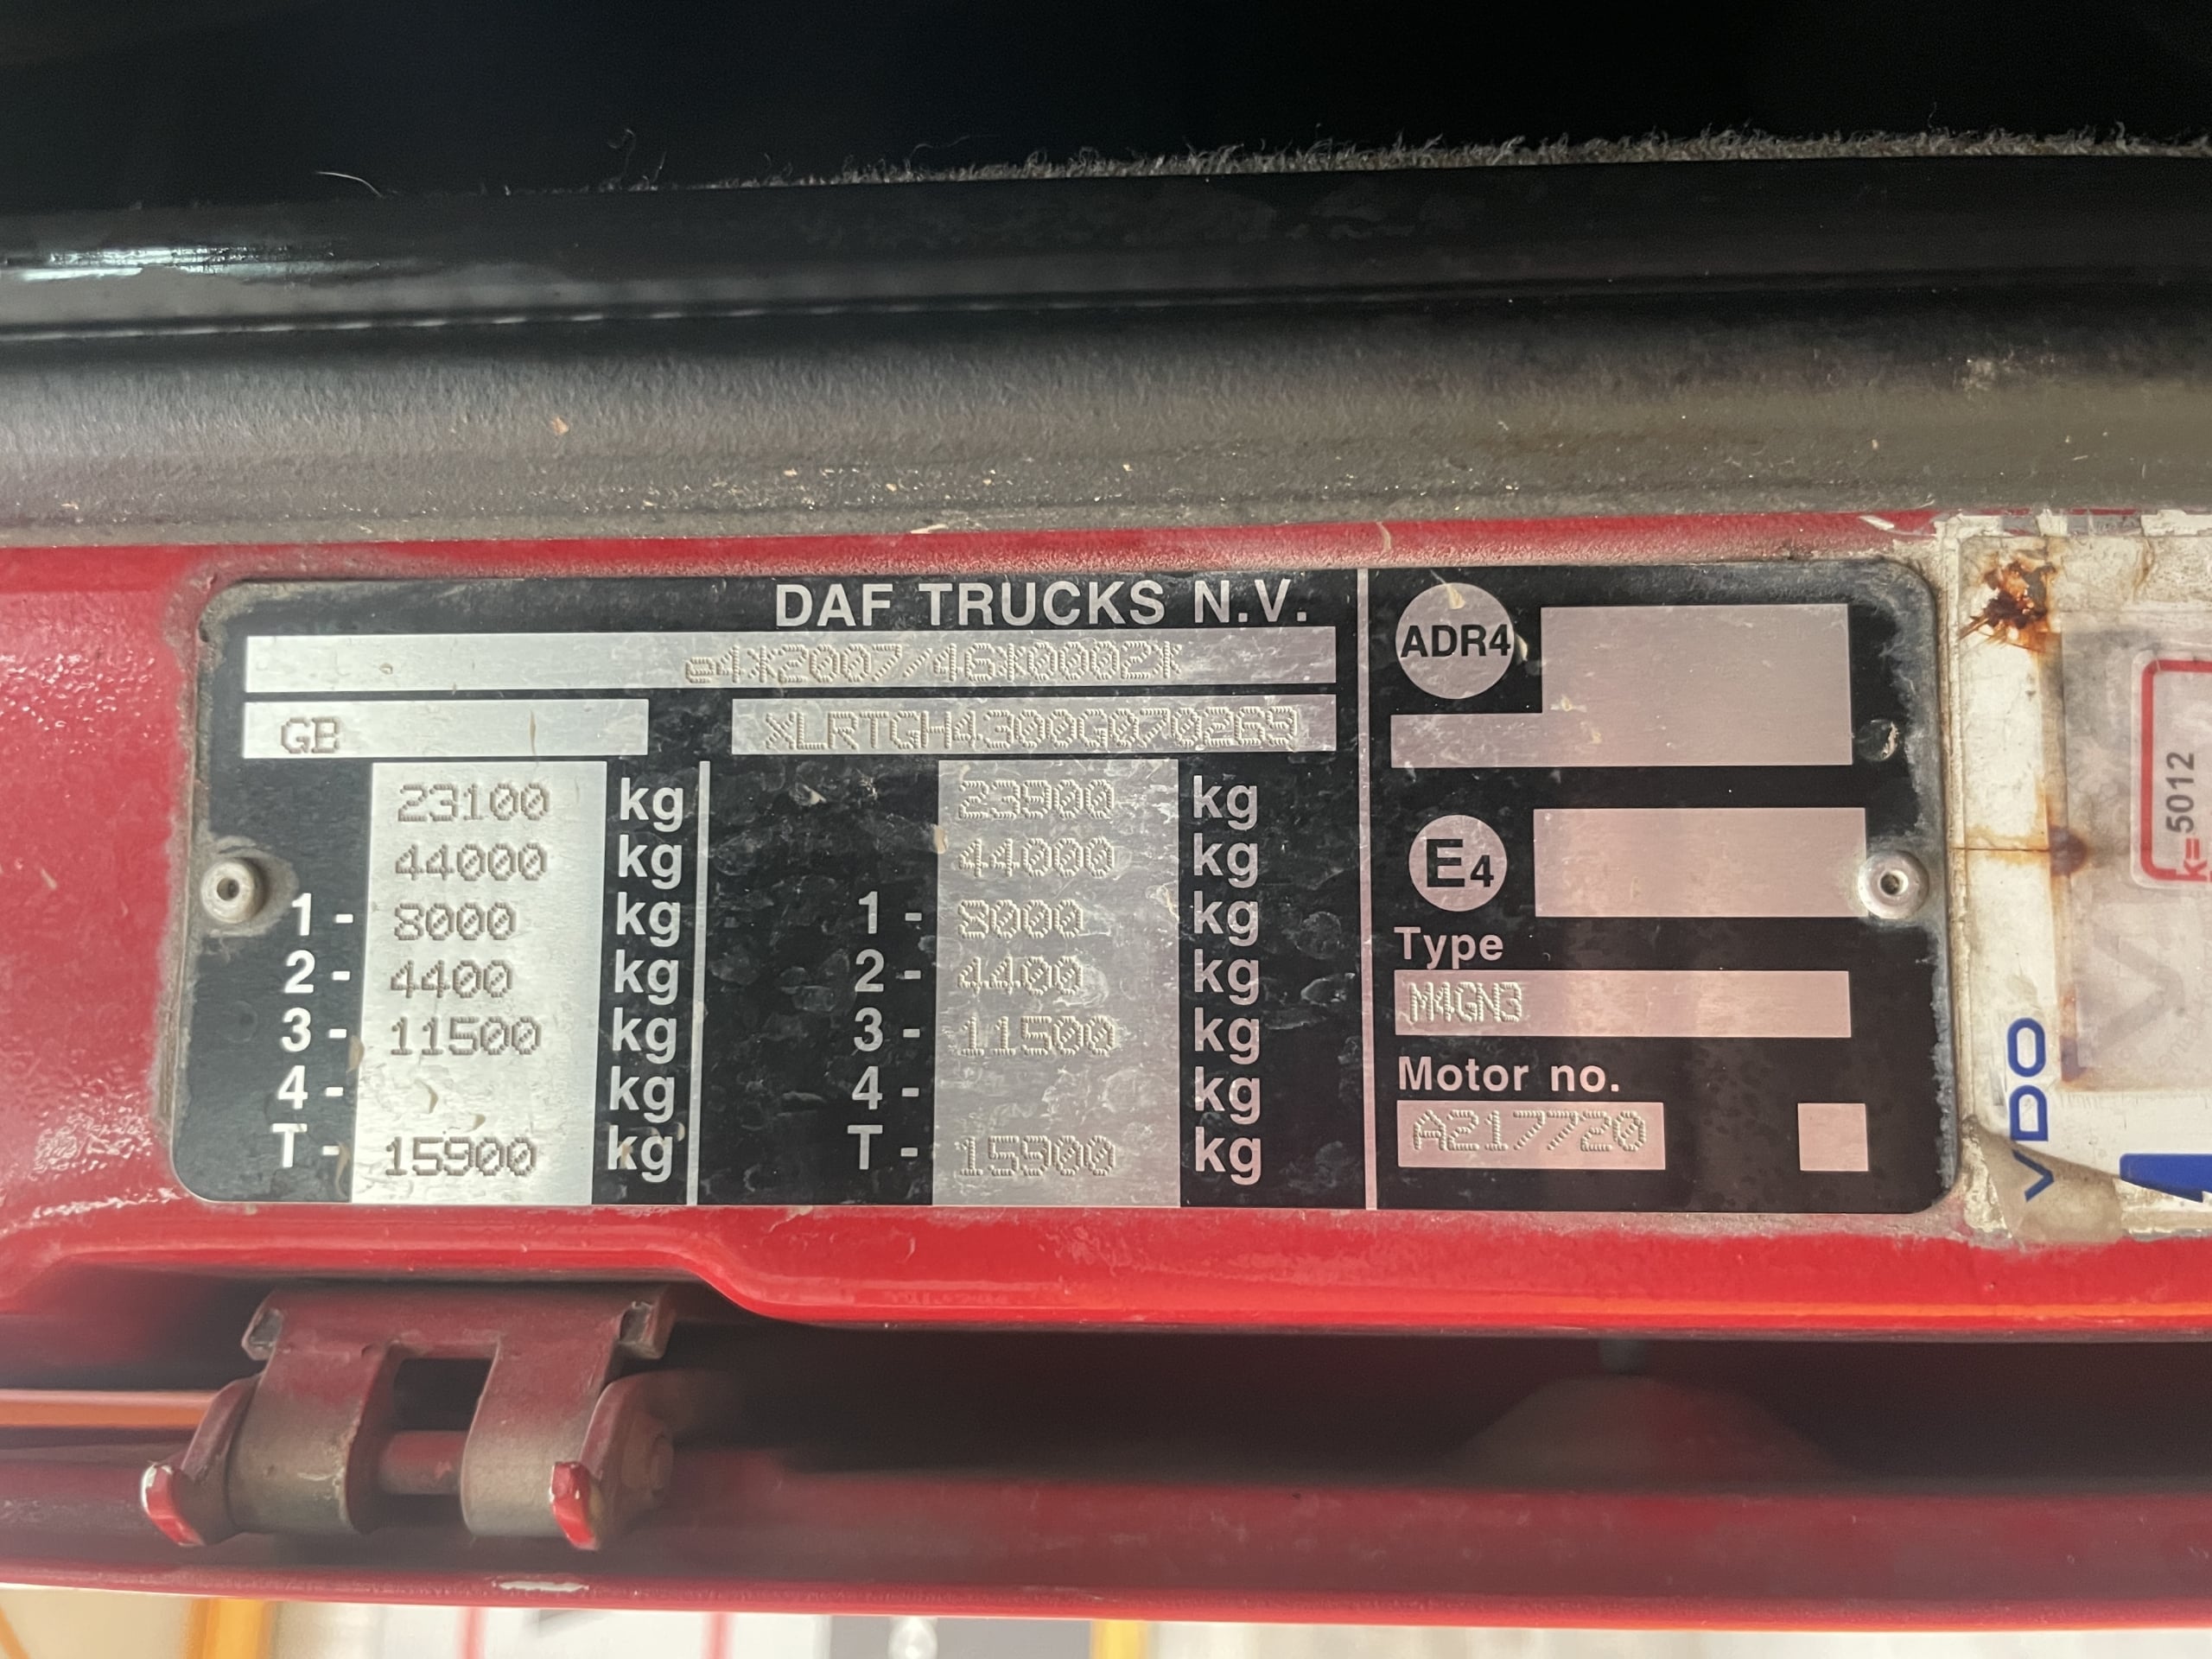 DAF TRUCKS N.V.
e4*2007/46*0002*
GB XLRTGH4300G070269
23100 kg 23900 kg
44000 kg 44000 kg
1 - 8000 kg 1 - 8000 kg
2 - 4400 kg 2 - 4400 kg
3 - 11500 kg 3 - 11500 kg
4 - kg 4 - kg
T - 15900 kg T - 15900 kg
ADR4
E4
Type
M4GN3
Motor no.
A217720
k=5012
VDO